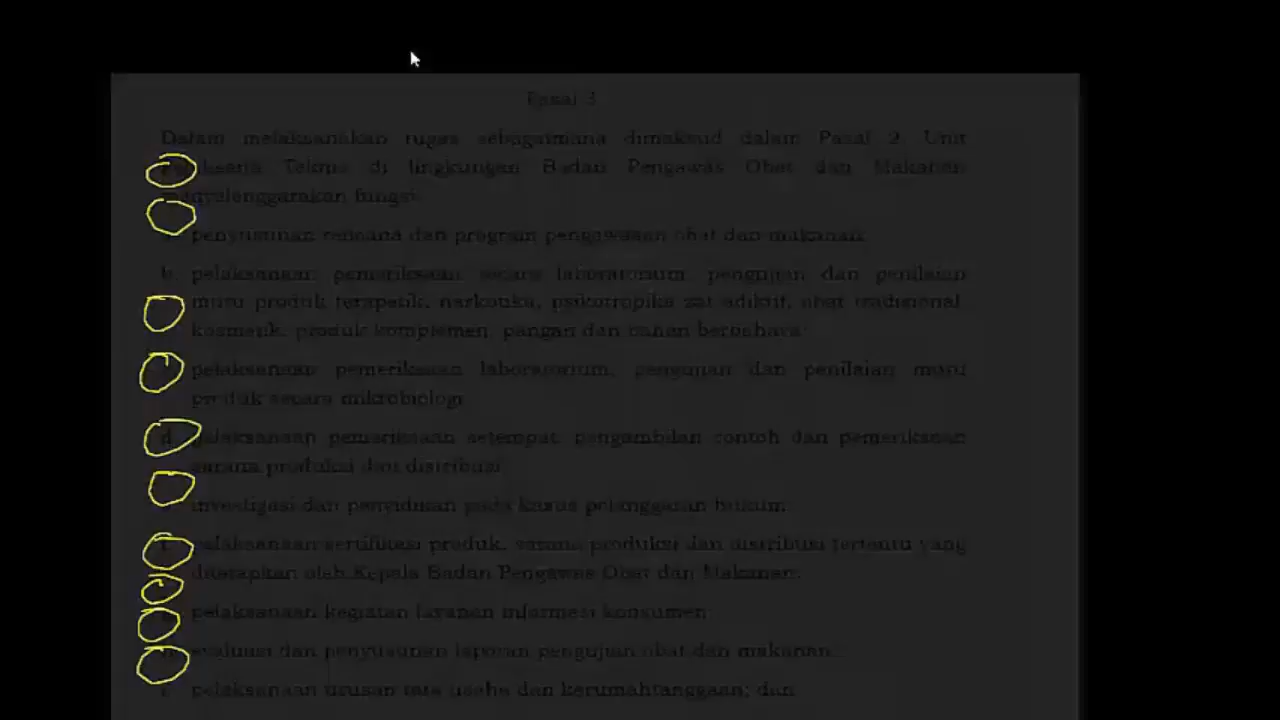 Pasal 3
Dalam melaksanakan tugas sebagaimana dimaksud dalam Pasal 2, Unit
Pelaksana Teknis di lingkungan Badan Pengawas Obat dan Makanan
menyelenggarakan fungsi:
penyusunan rencana dan program pengawasan obat dan makanan;
b. pelaksanaan pemeriksaan secara laboratorium, pengujian dan penilaian
mutu produk terapetik, narkotika, psikotropika zat adiktif, obat tradisional,
kosmetik, produk komplemen, pangan dan bahan berbahaya;
pelaksanaan pemeriksaan laboratorium, pengujian dan penilaian mutu
produk secara mikrobiologi;
d. pelaksanaan pemeriksaan setempat, pengambilan contoh dan pemeriksaan
sarana produksi dan distribusi;
investigasi dan penyidikan pada kasus pelanggaran hukum;
f. pelaksanaan sertifikasi produk, sarana produksi dan distribusi tertentu yang
ditetapkan oleh Kepala Badan Pengawas Obat dan Makanan;
pelaksanaan kegiatan layanan informasi konsumen;
evaluasi dan penyusunan laporan pengujian obat dan makanan;
pelaksanaan urusan tata usaha dan kerumahtanggaan; dan